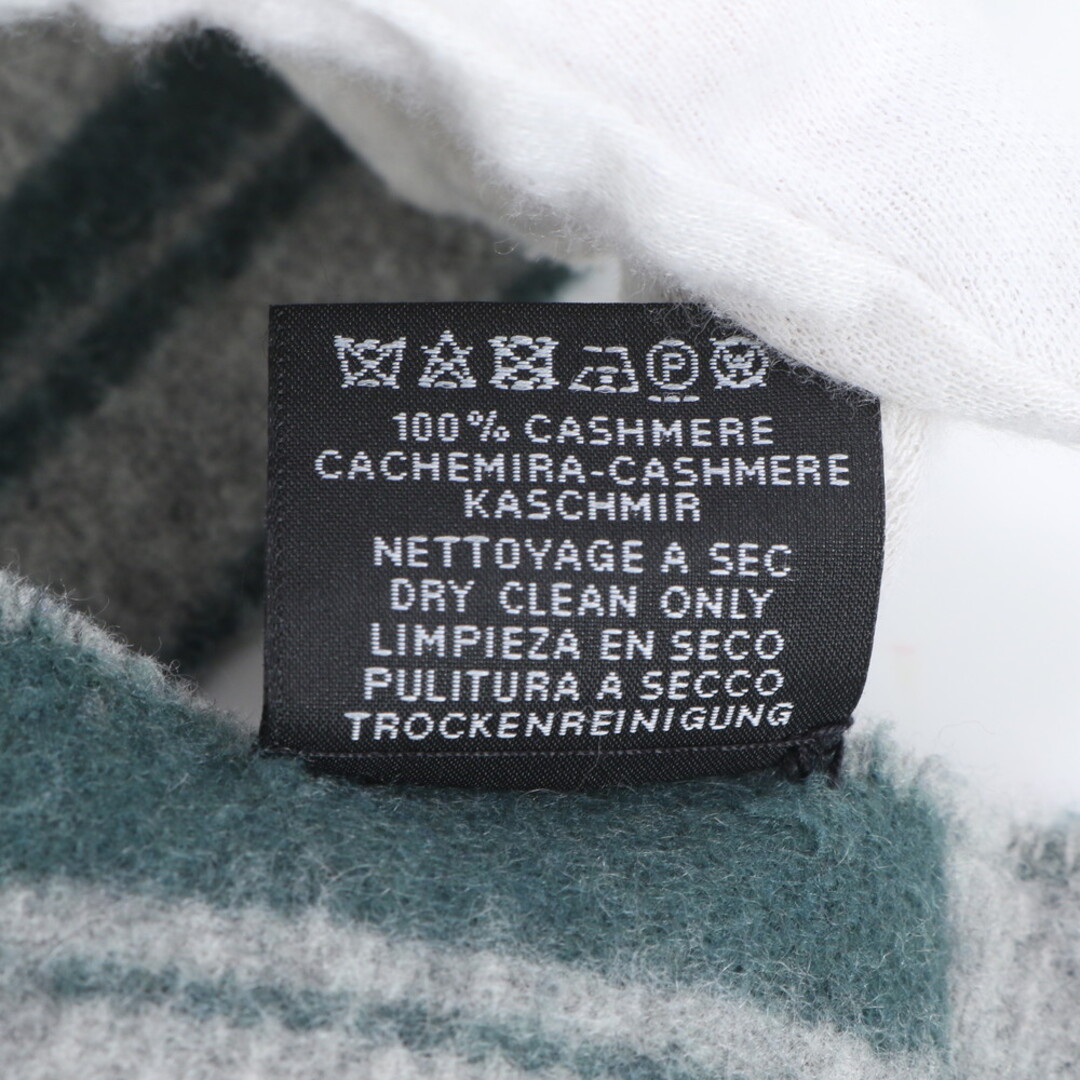 P W
100% CASHMERE
CACHEMIRA-CASHMERE
KASCHMIR
NETTOYAGE A SEC
DRY CLEAN ONLY
LIMPIEZA EN SECO
PULITURA A SECCO
TROCKENREINIGUNG